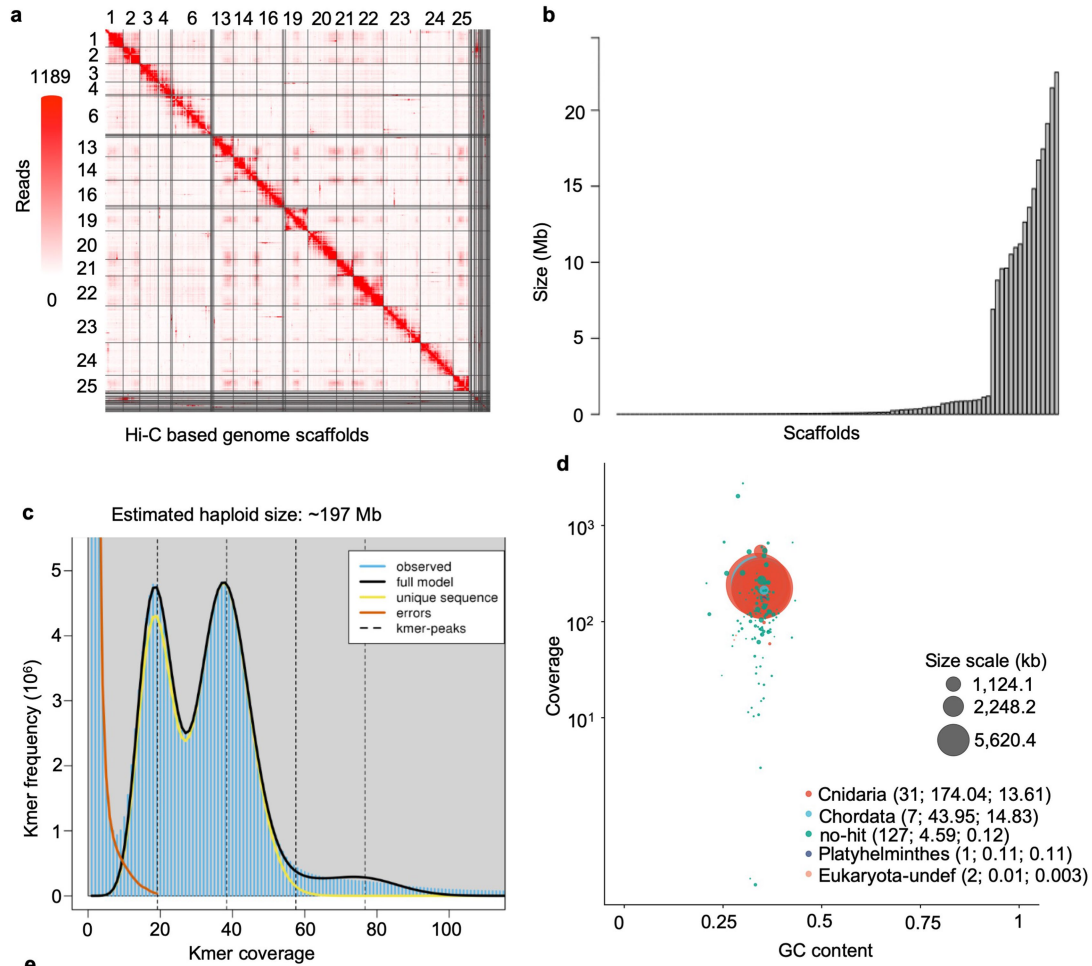 a
1 2 3 4 6 13 14 16 19 20 21 22 23 24 25
1189
Reads
0
1
2
3
4
6
13
14
16
19
20
21
22
23
24
25
Hi-C based genome scaffolds
b
Size (Mb)
20
15
10
5
0
Scaffolds
c
Estimated haploid size: ~197 Mb
Kmer frequency (10⁶)
5
4
3
2
1
0
observed
full model
unique sequence
errors
kmer-peaks
0 20 40 60 80 100
Kmer coverage
d
Coverage
10³
10²
10¹
Size scale (kb)
1,124.1
2,248.2
5,620.4
Cnidaria (31; 174.04; 13.61)
Chordata (7; 43.95; 14.83)
no-hit (127; 4.59; 0.12)
Platyhelminthes (1; 0.11; 0.11)
Eukaryota-undef (2; 0.01; 0.003)
0 0.25 0.5 0.75 1
GC content